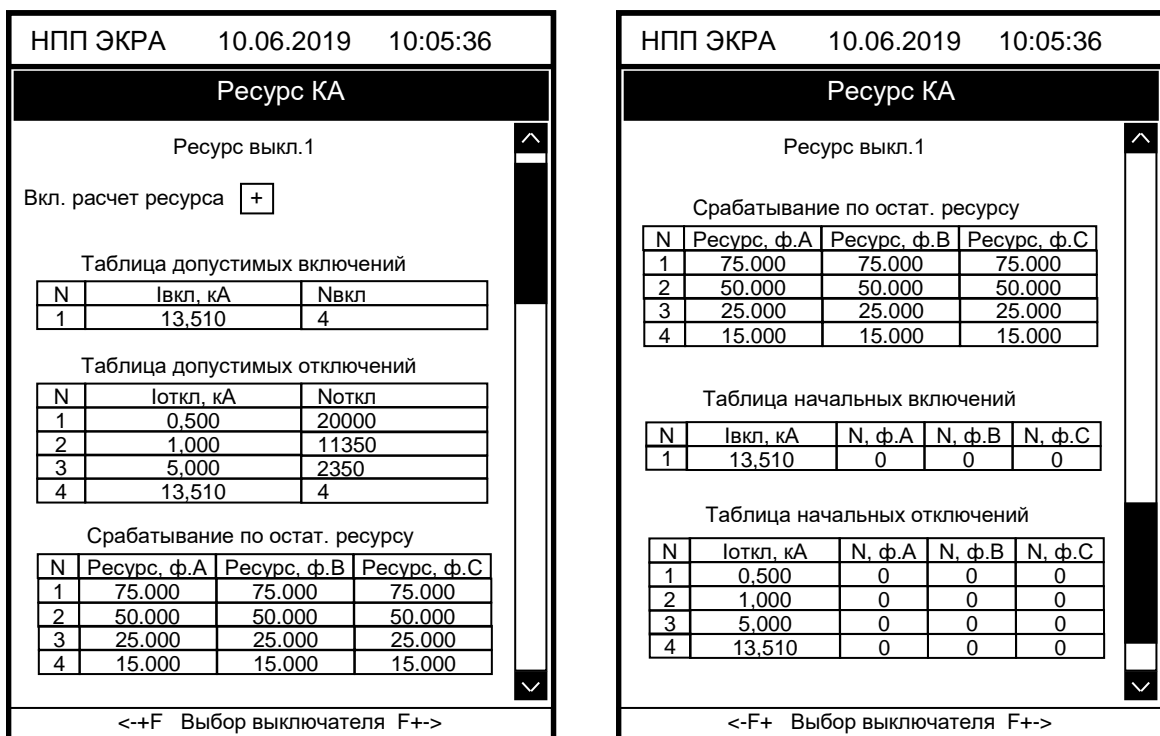 НПП ЭКРА 10.06.2019 10:05:36
Ресурс КА
Ресурс выкл.1
Вкл. расчет ресурса +
Таблица допустимых включений
N Iвкл, кА Nвкл
1 13,510 4
Таблица допустимых отключений
N Iоткл, кА Nоткл
1 0,500 20000
2 1,000 11350
3 5,000 2350
4 13,510 4
Срабатывание по остат. ресурсу
N Ресурс, ф.А Ресурс, ф.В Ресурс, ф.С
1 75.000 75.000 75.000
2 50.000 50.000 50.000
3 25.000 25.000 25.000
4 15.000 15.000 15.000
<-+F Выбор выключателя F+->
НПП ЭКРА 10.06.2019 10:05:36
Ресурс КА
Ресурс выкл.1
Срабатывание по остат. ресурсу
N Ресурс, ф.А Ресурс, ф.В Ресурс, ф.С
1 75.000 75.000 75.000
2 50.000 50.000 50.000
3 25.000 25.000 25.000
4 15.000 15.000 15.000
Таблица начальных включений
N Iвкл, кА N, ф.А N, ф.В N, ф.С
1 13,510 0 0 0
Таблица начальных отключений
N Iоткл, кА N, ф.А N, ф.В N, ф.С
1 0,500 0 0 0
2 1,000 0 0 0
3 5,000 0 0 0
4 13,510 0 0 0
<-F+ Выбор выключателя F+->